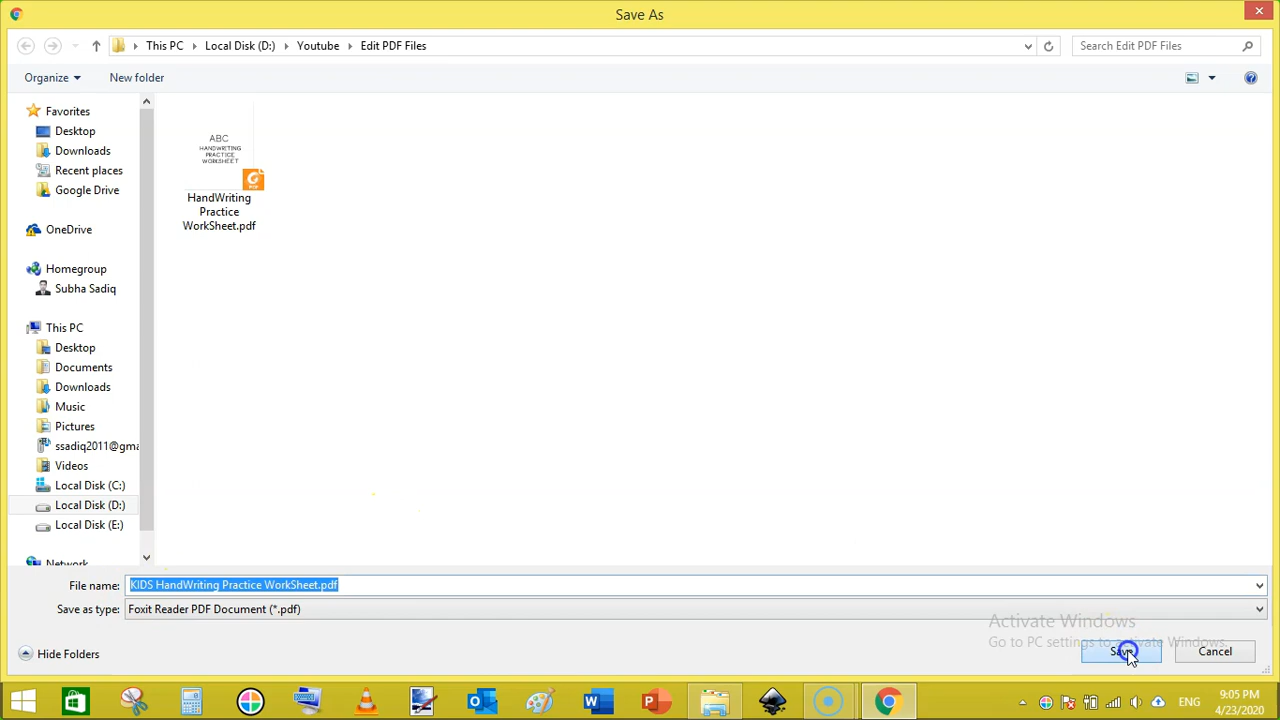 Save As
This PC
Local Disk (D:)
Youtube
Edit PDF Files
Search Edit PDF Files
Organize
New folder
Favorites
Desktop
Downloads
Recent places
Google Drive
OneDrive
Homegroup
Subha Sadiq
This PC
Desktop
Documents
Downloads
Music
Pictures
ssadiq2011@gma
Videos
Local Disk (C:)
Local Disk (D:)
Local Disk (E:)
Network
ABC
HANDWRITING
PRACTICE
WORKSHEET
PDF
HandWriting
Practice
WorkSheet.pdf
File name: KIDS HandWriting Practice WorkSheet.pdf
Save as type: Foxit Reader PDF Document (*.pdf)
Activate Windows
Go to PC settings to activate Windows.
Hide Folders
Save
Cancel
ENG
9:05 PM
4/23/2020